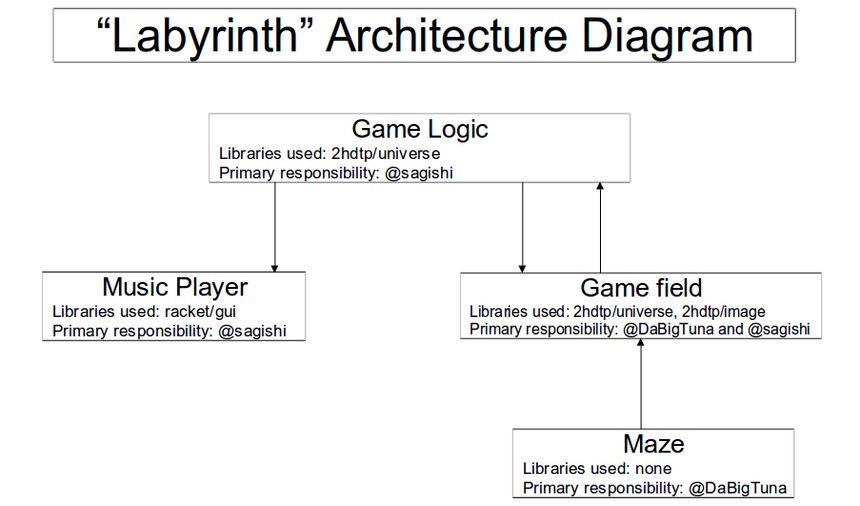 “Labyrinth” Architecture Diagram
Game Logic
Libraries used: 2hdtp/universe
Primary responsibility: @sagishi
Music Player
Libraries used: racket/gui
Primary responsibility: @sagishi
Game field
Libraries used: 2hdtp/universe, 2hdtp/image
Primary responsibility: @DaBigTuna and @sagishi
Maze
Libraries used: none
Primary responsibility: @DaBigTuna